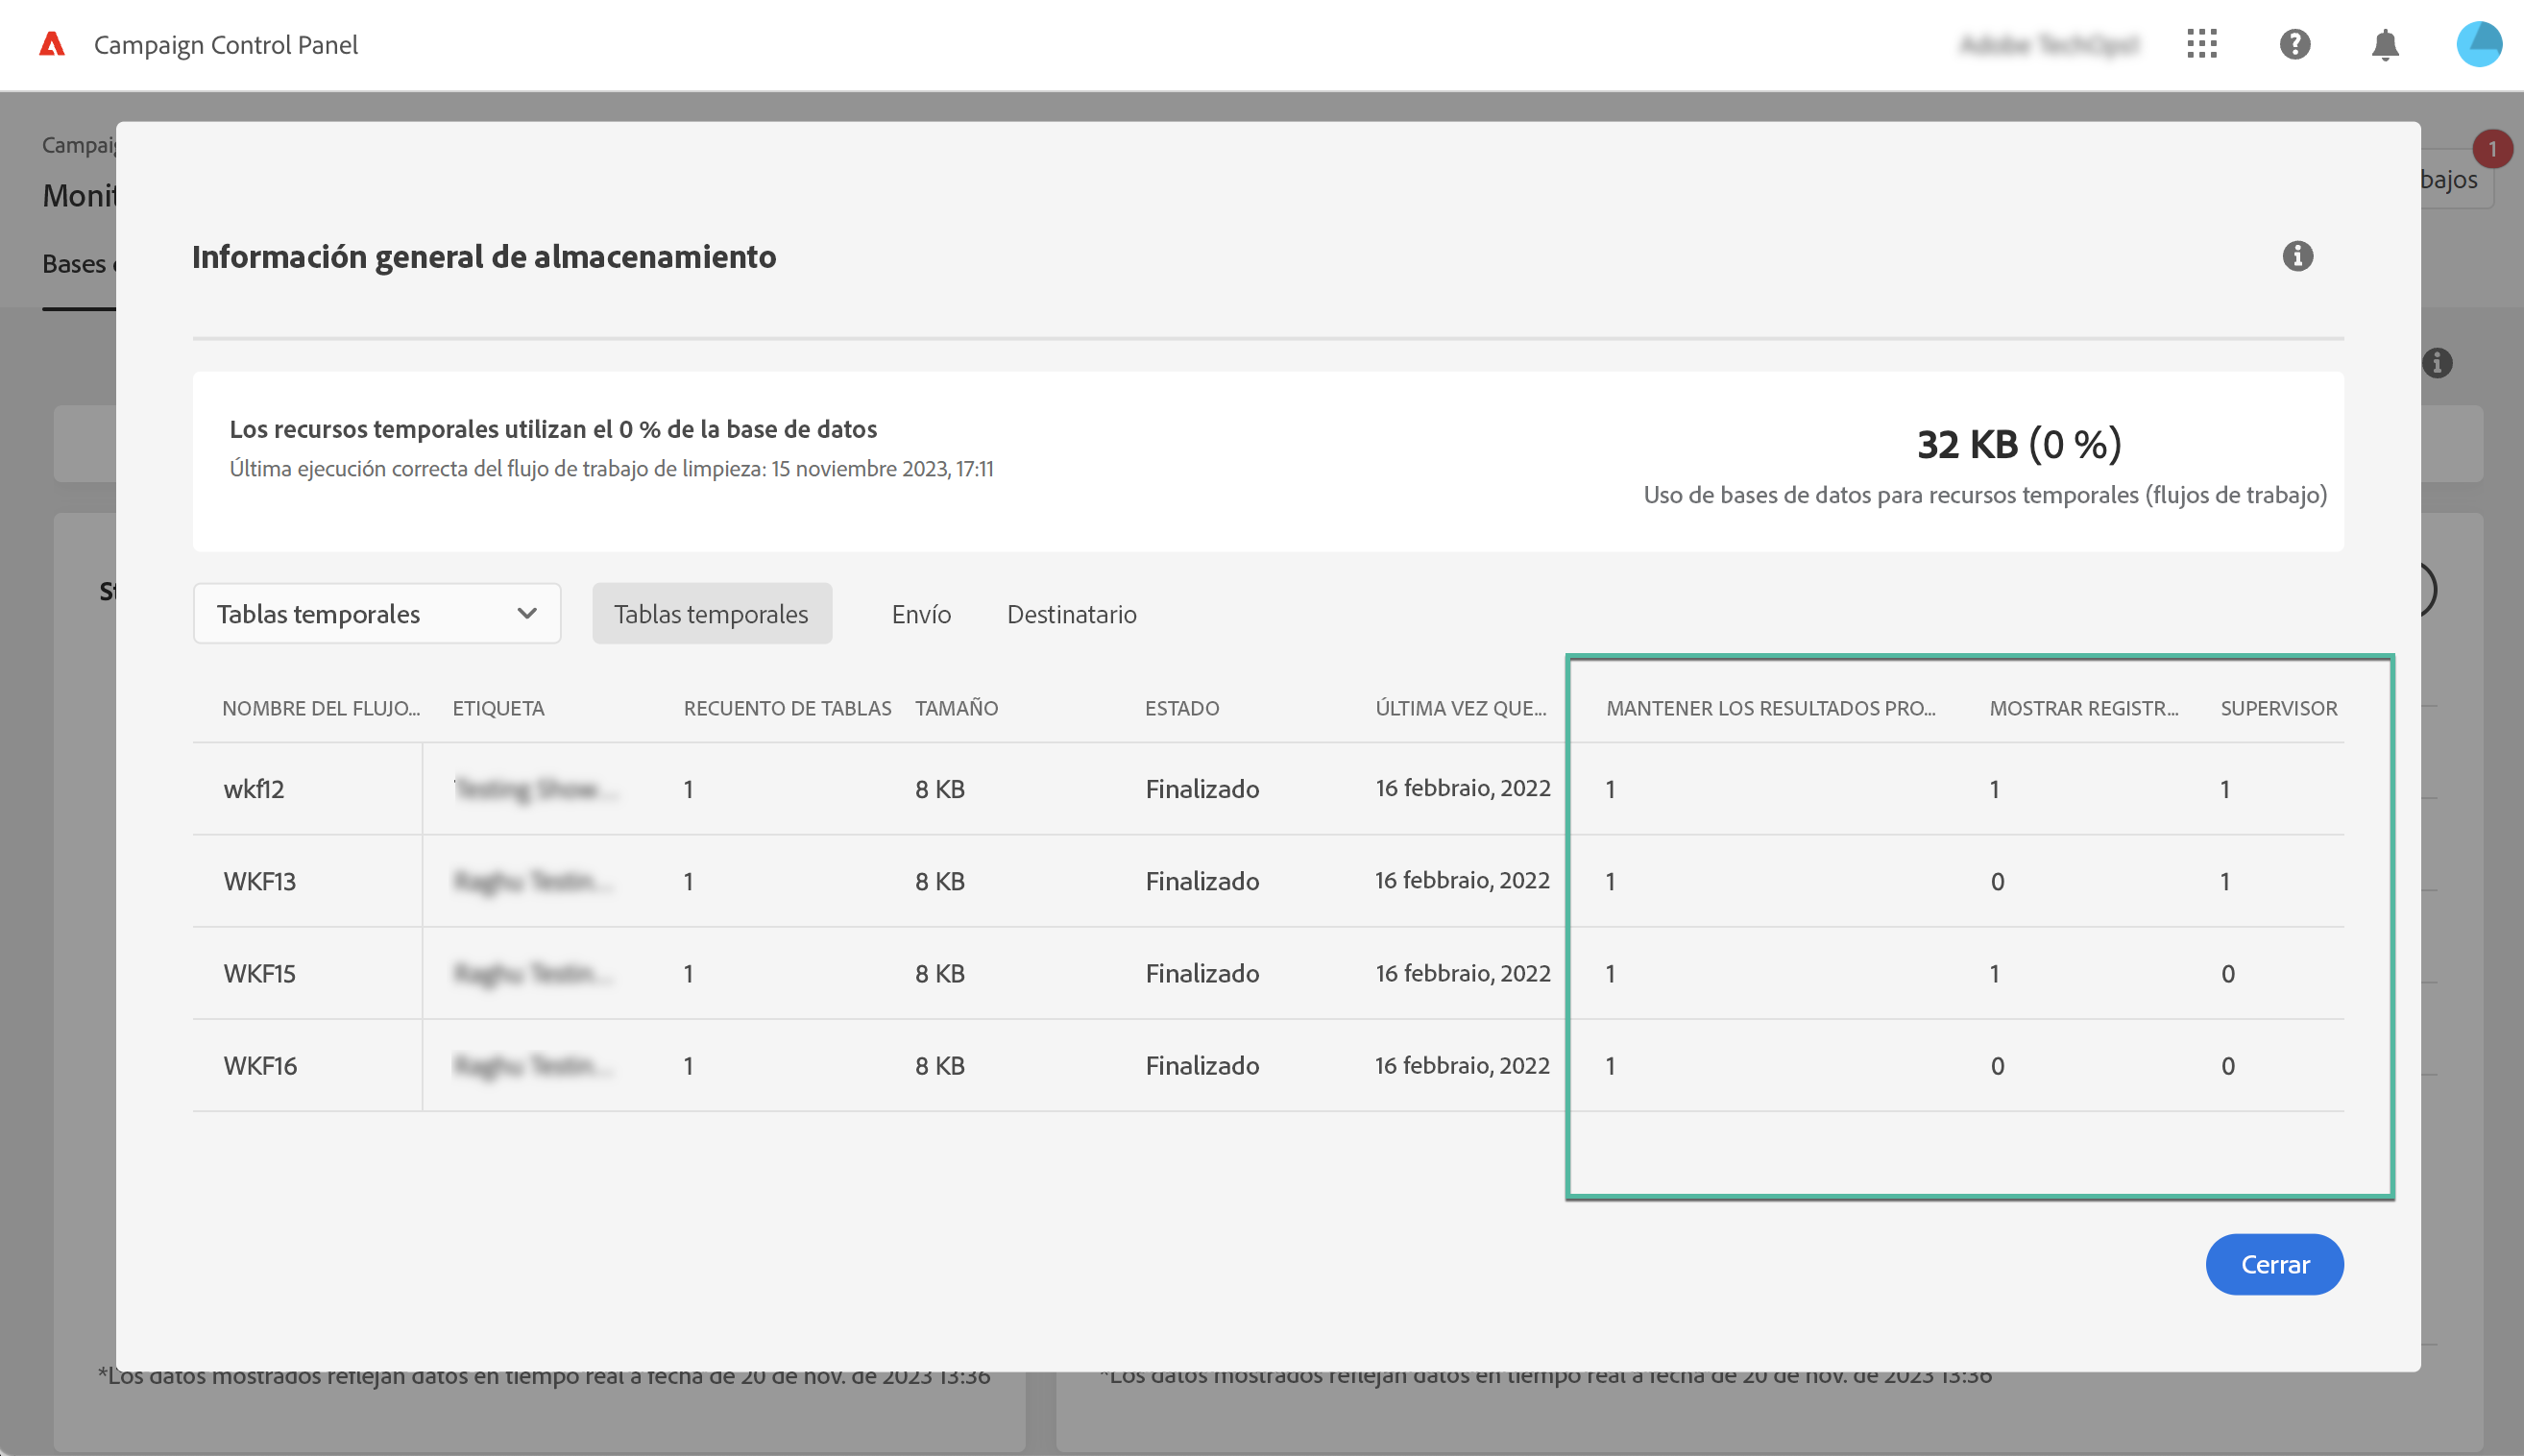 Campaign Control Panel
Campaig
Monit
1
bajos
Bases
Información general de almacenamiento
Los recursos temporales utilizan el 0 % de la base de datos
Última ejecución correcta del flujo de trabajo de limpieza: 15 noviembre 2023, 17:11
32 KB (0 %)
Uso de bases de datos para recursos temporales (flujos de trabajo)
Tablas temporales
Tablas temporales Envío Destinatario
NOMBRE DEL FLUJO... ETIQUETA RECUENTO DE TABLAS TAMAÑO ESTADO ÚLTIMA VEZ QUE... MANTENER LOS RESULTADOS PRO... MOSTRAR REGISTR... SUPERVISOR
wkf12 1 8 KB Finalizado 16 febbraio, 2022 1 1 1
WKF13 1 8 KB Finalizado 16 febbraio, 2022 1 0 1
WKF15 1 8 KB Finalizado 16 febbraio, 2022 1 1 0
WKF16 1 8 KB Finalizado 16 febbraio, 2022 1 0 0
Cerrar
*Los datos mostrados reflejan datos en tiempo real a fecha de 20 de nov. de 2023 13:36
*Los datos mostrados reflejan datos en tiempo real a fecha de 20 de nov. de 2023 13:36